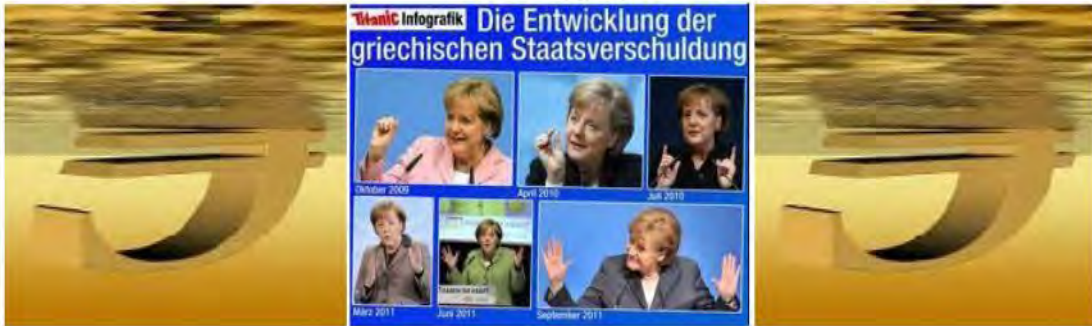 TITANIC Infografik
Die Entwicklung der
griechischen Staatsverschuldung
Oktober 2009
April 2010
Juli 2010
März 2011
Juni 2011
September 2011